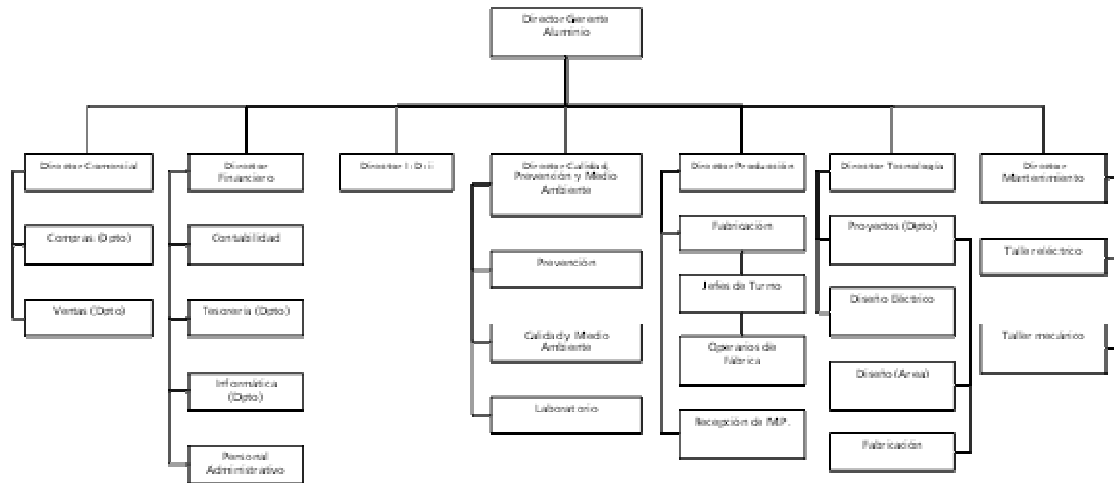 Director Gerente
Aluminio
Director Comercial
Director
Financiero
Director I+D+i
Director Calidad,
Prevención y Medio
Ambiente
Director Producción
Director Tecnología
Director
Mantenimiento
Compras (Dpto)
Contabilidad
Prevención
Fabricación
Proyectos (Dpto)
Taller eléctrico
Ventas (Dpto)
Tesorería (Dpto)
Calidad y Medio
Ambiente
Jefes de Turno
Diseño Eléctrico
Taller mecánico
Informática
(Dpto)
Laboratorio
Operarios de
Fábrica
Diseño (Area)
Personal
Administrativo
Recepción de M.P.
Fabricación